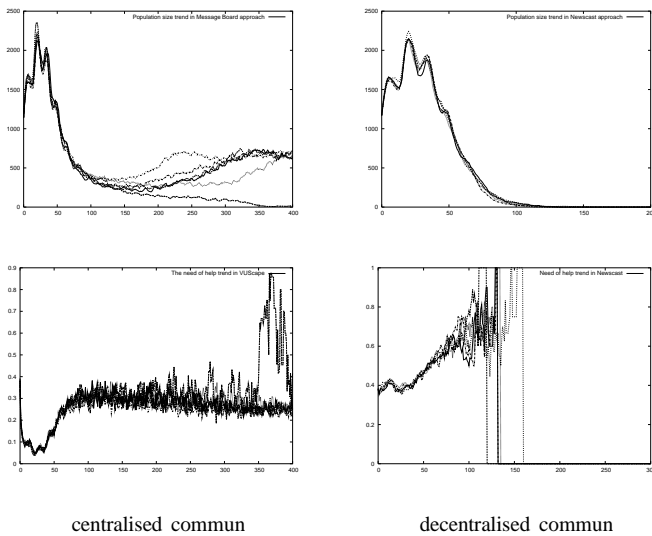 Population size trend in Message Board approach
2500
2000
1500
1000
500
0
0 50 100 150 200 250 300 350 400
Population size trend in Newscast approach
2500
2000
1500
1000
500
0
0 50 100 150 200
The need of help trend in VUScape
0.9
0.8
0.7
0.6
0.5
0.4
0.3
0.2
0.1
0
0 50 100 150 200 250 300 350 400
Need of help trend in Newscast
1
0.8
0.6
0.4
0.2
0
0 50 100 150 200 250 300
centralised commun
decentralised commun